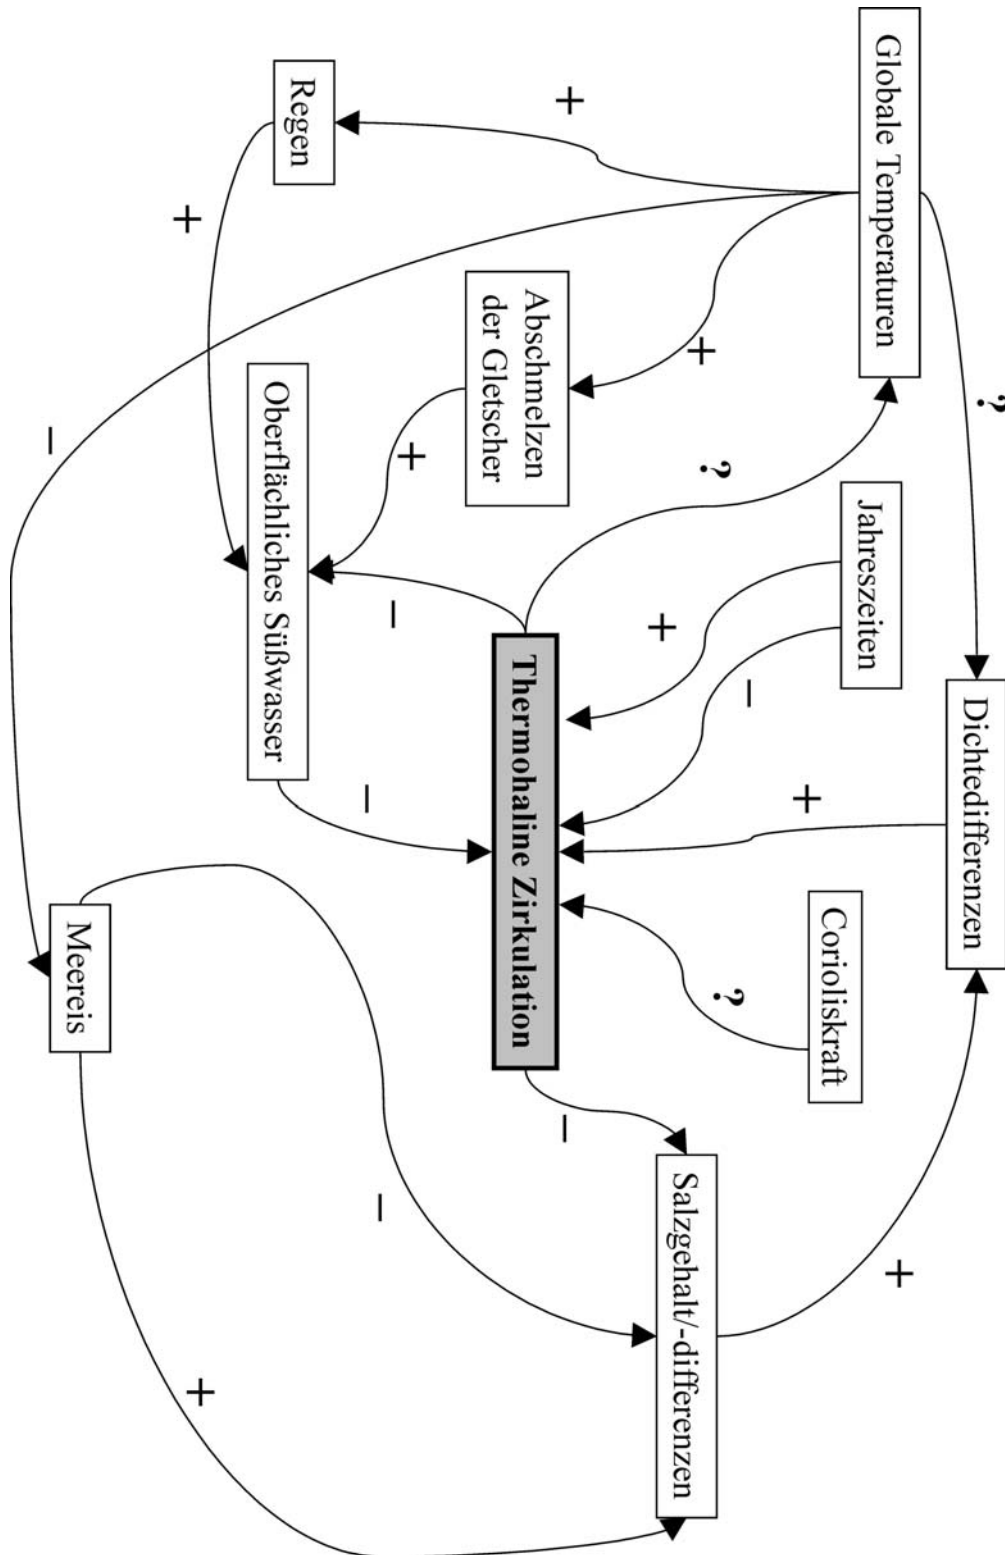 ?
Dichtedifferenzen
+
Globale Temperaturen
Jahreszeiten
Corioliskraft
+
–
?
?
+
Salzgehalt/-differenzen
+
+
–
Abschmelzen
der Gletscher
Thermohaline Zirkulation
+
–
–
–
Regen
Oberflächliches Süßwasser
+
+
Meereis
–